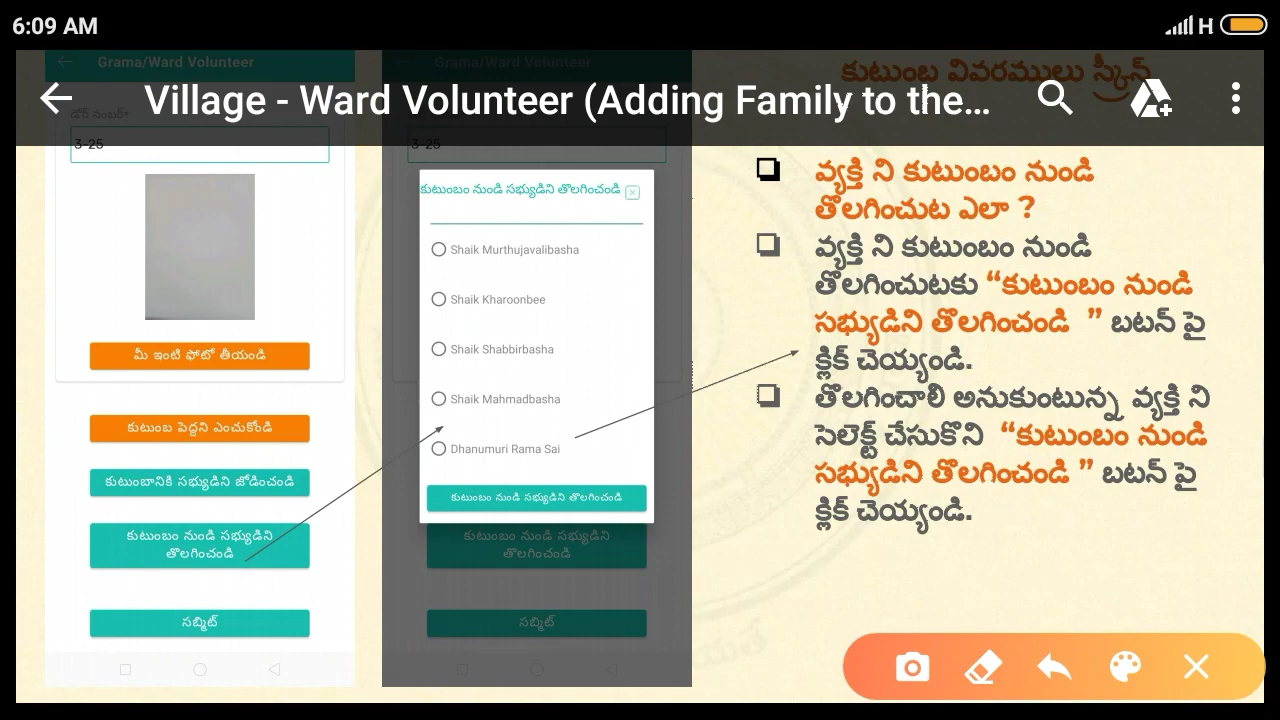 6:09 AM
H
Grama/Ward Volunteer
Grama/Ward Volunteer
కుటుంబ వివరములు స్క్రీన్
Village - Ward Volunteer (Adding Family to the...
డోర్ నంబర్*
3-25
మీ ఇంటి ఫోటో తీయండి
కుటుంబ పెద్దని ఎంచుకోండి
కుటుంబానికి సభ్యుడిని జోడించండి
కుటుంబం నుండి సభ్యుడిని
తొలగించండి
సబ్మిట్
3-25
కుటుంబం నుండి సభ్యుడిని తొలగించండి
Shaik Murthujavalibasha
Shaik Kharoonbee
Shaik Shabbirbasha
Shaik Mahmadbasha
Dhanumuri Rama Sai
కుటుంబం నుండి సభ్యుడిని తొలగించండి
కుటుంబం నుండి సభ్యుడిని
తొలగించండి
సబ్మిట్
వ్యక్తి ని కుటుంబం నుండి
తొలగించుట ఎలా ?
వ్యక్తి ని కుటుంబం నుండి
తొలగించుటకు “కుటుంబం నుండి
సభ్యుడిని తొలగించండి ” బటన్ పై
క్లిక్ చెయ్యండి.
తొలగించాలి అనుకుంటున్న వ్యక్తి ని
సెలెక్ట్ చేసుకొని “కుటుంబం నుండి
సభ్యుడిని తొలగించండి ” బటన్ పై
క్లిక్ చెయ్యండి.